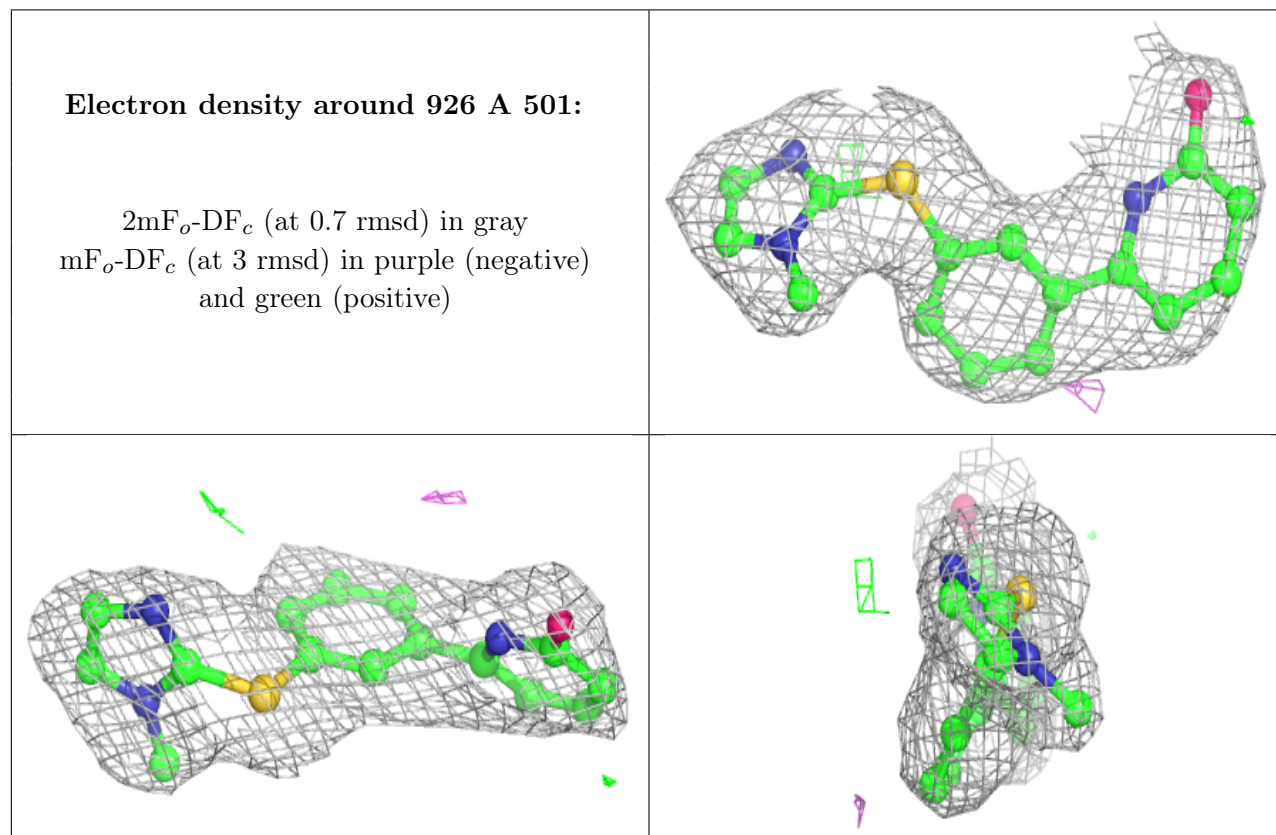 Electron density around 926 A 501:
2mFo-DFc (at 0.7 rmsd) in gray
mFo-DFc (at 3 rmsd) in purple (negative)
and green (positive)